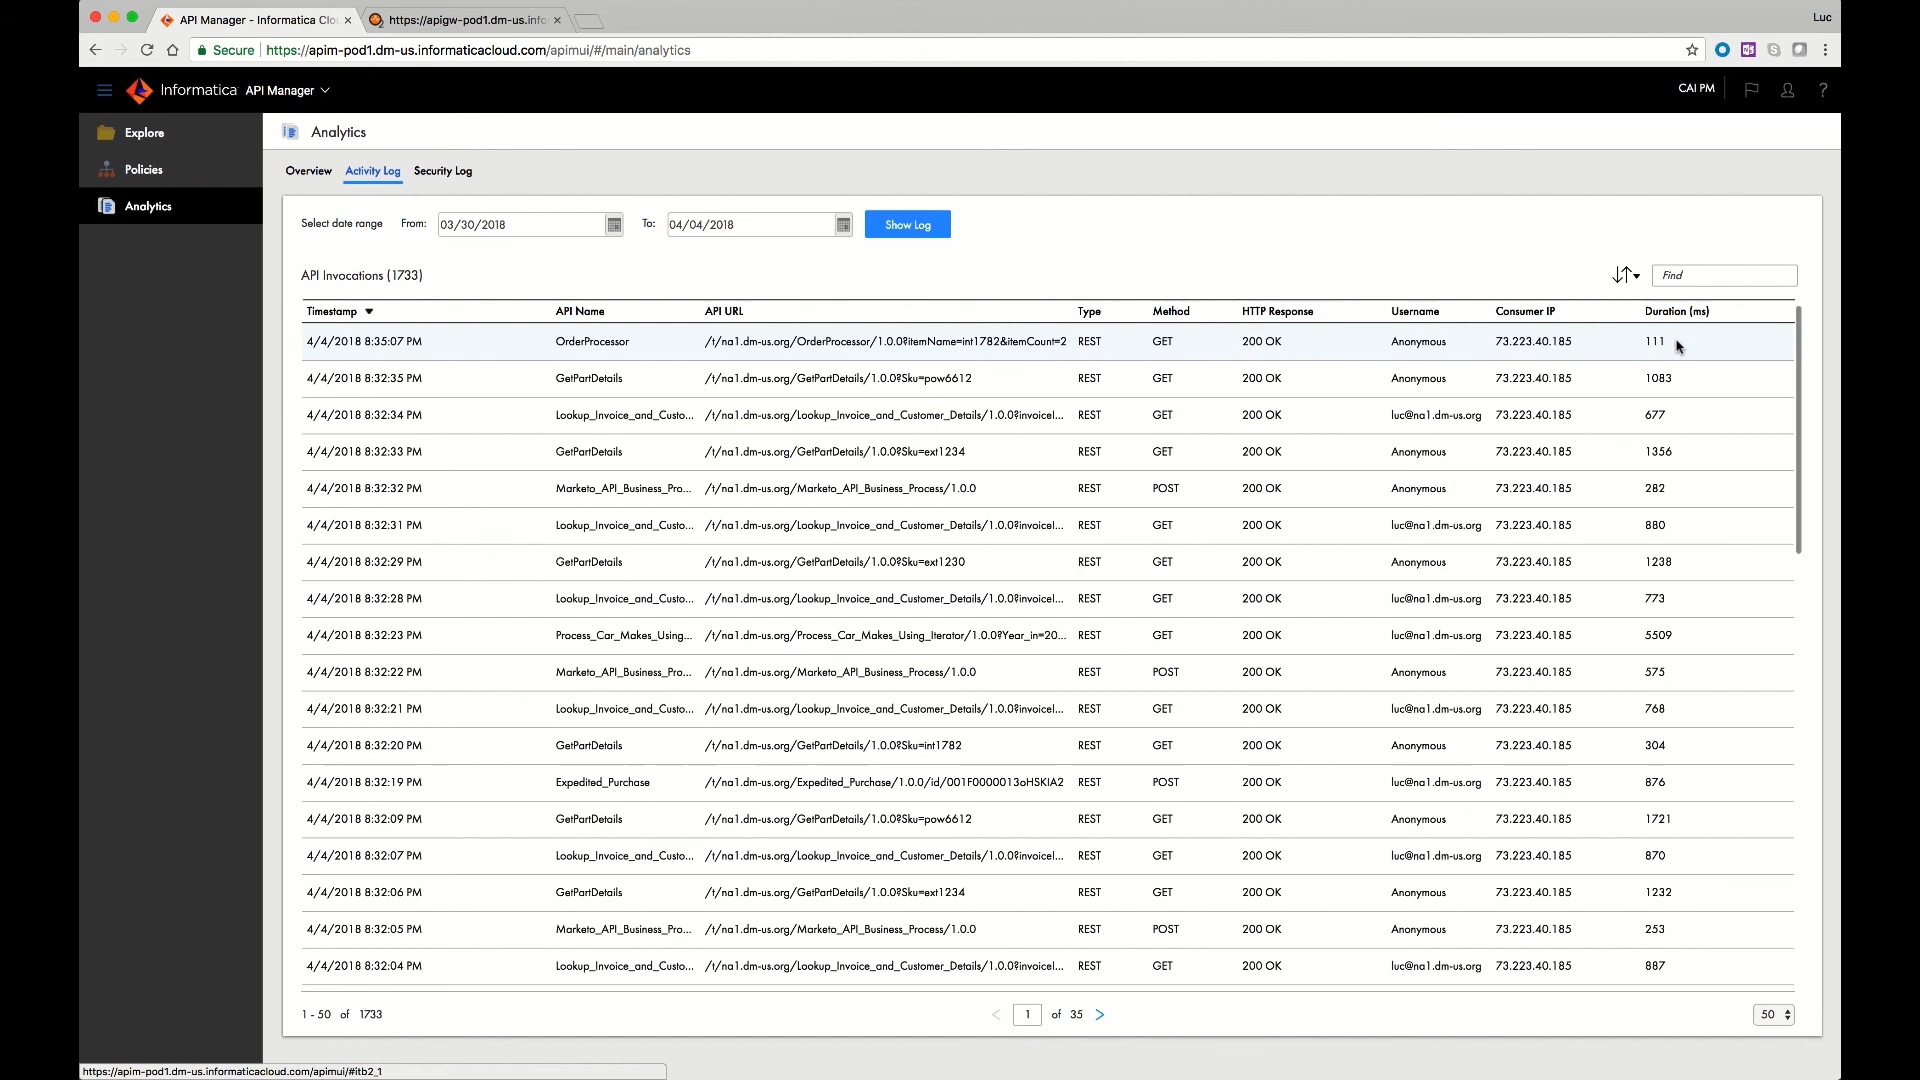 API Manager - Informatica Clo
https://apigw-pod1.dm-us.info
Luc
Secure
https://apim-pod1.dm-us.informaticacloud.com/apimui/#/main/analytics
Informatica API Manager
CAI PM
?
Explore
Policies
Analytics
Analytics
Overview Activity Log Security Log
Select date range From: 03/30/2018 To: 04/04/2018 Show Log
API Invocations (1733)
Find
Timestamp API Name API URL Type Method HTTP Response Username Consumer IP Duration (ms)
4/4/2018 8:35:07 PM OrderProcessor /t/na1.dm-us.org/OrderProcessor/1.0.0?itemName=int1782&itemCount=2 REST GET 200 OK Anonymous 73.223.40.185 111
4/4/2018 8:32:35 PM GetPartDetails /t/na1.dm-us.org/GetPartDetails/1.0.0?Sku=pow6612 REST GET 200 OK Anonymous 73.223.40.185 1083
4/4/2018 8:32:34 PM Lookup_Invoice_and_Custo... /t/na1.dm-us.org/Lookup_Invoice_and_Customer_Details/1.0.0?invoiceI... REST GET 200 OK luc@na1.dm-us.org 73.223.40.185 677
4/4/2018 8:32:33 PM GetPartDetails /t/na1.dm-us.org/GetPartDetails/1.0.0?Sku=ext1234 REST GET 200 OK Anonymous 73.223.40.185 1356
4/4/2018 8:32:32 PM Marketo_API_Business_Pro... /t/na1.dm-us.org/Marketo_API_Business_Process/1.0.0 REST POST 200 OK Anonymous 73.223.40.185 282
4/4/2018 8:32:31 PM Lookup_Invoice_and_Custo... /t/na1.dm-us.org/Lookup_Invoice_and_Customer_Details/1.0.0?invoiceI... REST GET 200 OK luc@na1.dm-us.org 73.223.40.185 880
4/4/2018 8:32:29 PM GetPartDetails /t/na1.dm-us.org/GetPartDetails/1.0.0?Sku=ext1230 REST GET 200 OK Anonymous 73.223.40.185 1238
4/4/2018 8:32:28 PM Lookup_Invoice_and_Custo... /t/na1.dm-us.org/Lookup_Invoice_and_Customer_Details/1.0.0?invoiceI... REST GET 200 OK luc@na1.dm-us.org 73.223.40.185 773
4/4/2018 8:32:23 PM Process_Car_Makes_Using... /t/na1.dm-us.org/Process_Car_Makes_Using_Iterator/1.0.0?Year_in=20... REST GET 200 OK luc@na1.dm-us.org 73.223.40.185 5509
4/4/2018 8:32:22 PM Marketo_API_Business_Pro... /t/na1.dm-us.org/Marketo_API_Business_Process/1.0.0 REST POST 200 OK Anonymous 73.223.40.185 575
4/4/2018 8:32:21 PM Lookup_Invoice_and_Custo... /t/na1.dm-us.org/Lookup_Invoice_and_Customer_Details/1.0.0?invoiceI... REST GET 200 OK luc@na1.dm-us.org 73.223.40.185 768
4/4/2018 8:32:20 PM GetPartDetails /t/na1.dm-us.org/GetPartDetails/1.0.0?Sku=int1782 REST GET 200 OK Anonymous 73.223.40.185 304
4/4/2018 8:32:19 PM Expedited_Purchase /t/na1.dm-us.org/Expedited_Purchase/1.0.0/id/001F0000013oHSKIA2 REST POST 200 OK luc@na1.dm-us.org 73.223.40.185 876
4/4/2018 8:32:09 PM GetPartDetails /t/na1.dm-us.org/GetPartDetails/1.0.0?Sku=pow6612 REST GET 200 OK Anonymous 73.223.40.185 1721
4/4/2018 8:32:07 PM Lookup_Invoice_and_Custo... /t/na1.dm-us.org/Lookup_Invoice_and_Customer_Details/1.0.0?invoiceI... REST GET 200 OK luc@na1.dm-us.org 73.223.40.185 870
4/4/2018 8:32:06 PM GetPartDetails /t/na1.dm-us.org/GetPartDetails/1.0.0?Sku=ext1234 REST GET 200 OK Anonymous 73.223.40.185 1232
4/4/2018 8:32:05 PM Marketo_API_Business_Pro... /t/na1.dm-us.org/Marketo_API_Business_Process/1.0.0 REST POST 200 OK Anonymous 73.223.40.185 253
4/4/2018 8:32:04 PM Lookup_Invoice_and_Custo... /t/na1.dm-us.org/Lookup_Invoice_and_Customer_Details/1.0.0?invoiceI... REST GET 200 OK luc@na1.dm-us.org 73.223.40.185 887
1 - 50 of 1733
1 of 35
50
https://apim-pod1.dm-us.informaticacloud.com/apimui/#itb2_1